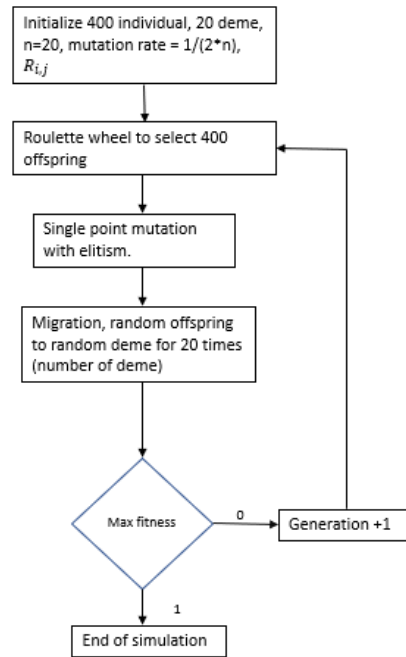 Initialize 400 individual, 20 deme,
n=20, mutation rate = 1/(2*n),
R_{i,j}
Roulette wheel to select 400
offspring
Single point mutation
with elitism.
Migration, random offspring
to random deme for 20 times
(number of deme)
Max fitness
0
Generation +1
1
End of simulation